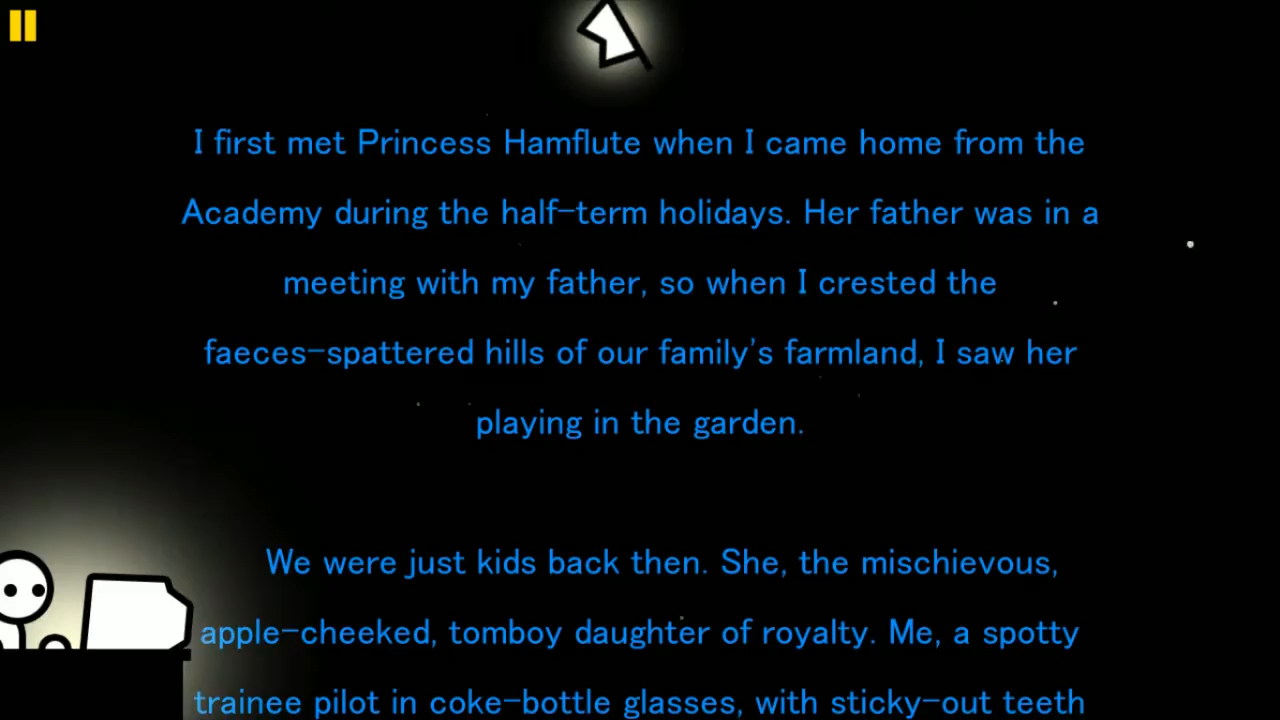 I first met Princess Hamflute when I came home from the
Academy during the half-term holidays. Her father was in a
meeting with my father, so when I crested the
faeces-spattered hills of our family's farmland, I saw her
playing in the garden.
We were just kids back then. She, the mischievous,
apple-cheeked, tomboy daughter of royalty. Me, a spotty
trainee pilot in coke-bottle glasses, with sticky-out teeth